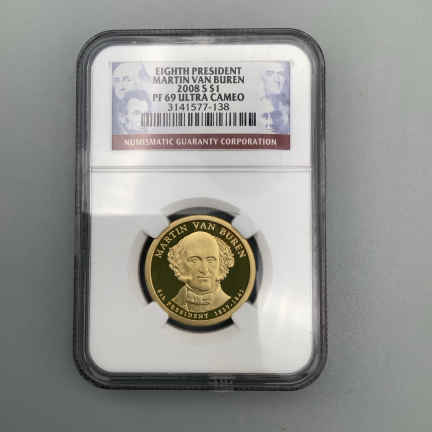 EIGHTH PRESIDENT
MARTIN VAN BUREN
2008 S $1
PF 69 ULTRA CAMEO
3141577-138
NUMISMATIC GUARANTY CORPORATION
MARTIN VAN BUREN
8th PRESIDENT 1837-1841